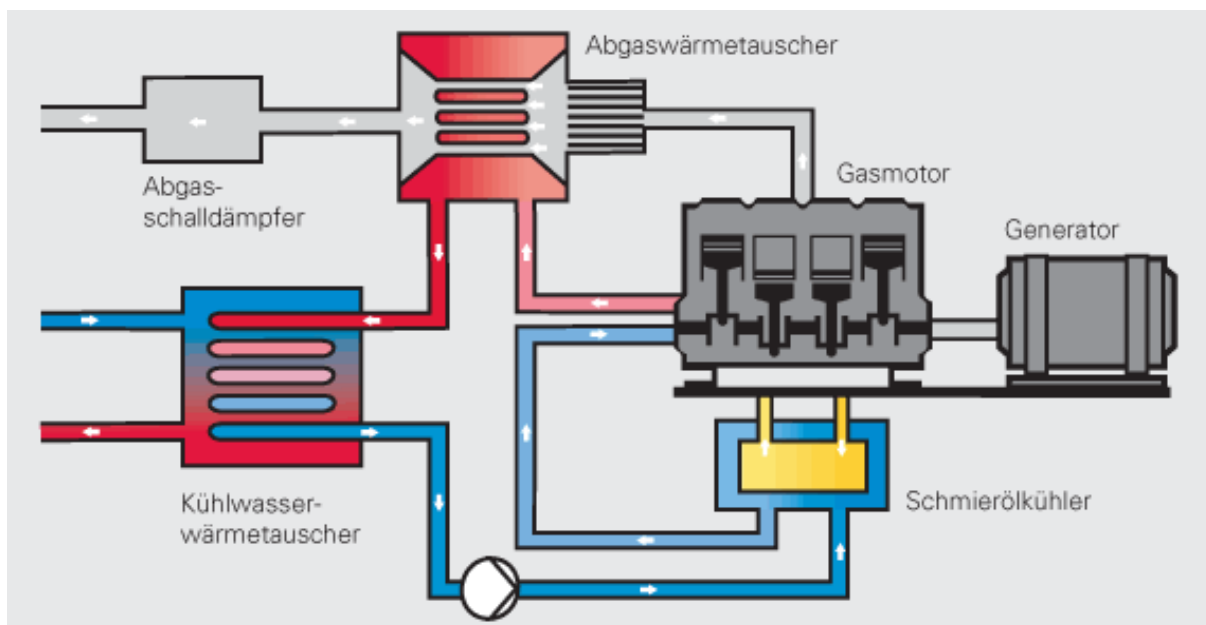 Abgaswärmetauscher
Abgas-
schalldämpfer
Gasmotor
Generator
Kühlwasser-
wärmetauscher
Schmierölkühler